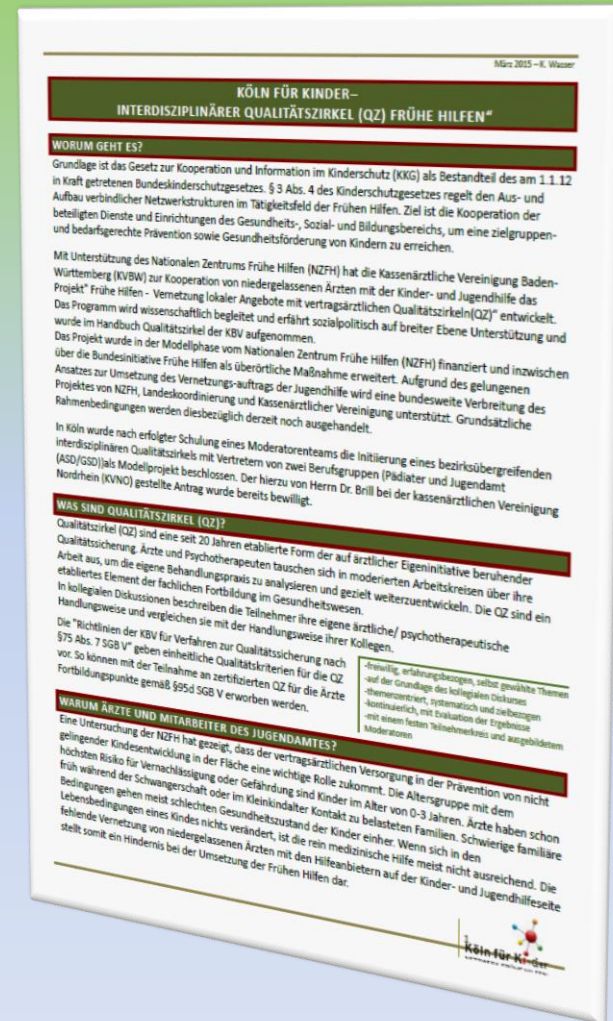 März 2015 – K. Wasser
KÖLN FÜR KINDER–
INTERDISZIPLINÄRER QUALITÄTSZIRKEL (QZ) FRÜHE HILFEN“
WORUM GEHT ES?
Grundlage ist das Gesetz zur Kooperation und Information im Kinderschutz (KKG) als Bestandteil des am 1.1.12
in Kraft getretenen Bundeskinderschutzgesetzes. § 3 Abs. 4 des Kinderschutzgesetzes regelt den Aus- und
Aufbau verbindlicher Netzwerkstrukturen im Tätigkeitsfeld der Frühen Hilfen. Ziel ist die Kooperation der
beteiligten Dienste und Einrichtungen des Gesundheits-, Sozial- und Bildungsbereichs, um eine zielgruppen-
und bedarfsgerechte Prävention sowie Gesundheitsförderung von Kindern zu erreichen.
Mit Unterstützung des Nationalen Zentrums Frühe Hilfen (NZFH) hat die Kassenärztliche Vereinigung Baden-
Württemberg (KVBW) zur Kooperation von niedergelassenen Ärzten mit der Kinder- und Jugendhilfe das
Projekt" Frühe Hilfen - Vernetzung lokaler Angebote mit vertragsärztlichen Qualitätszirkeln(QZ)" entwickelt.
Das Programm wird wissenschaftlich begleitet und erfährt sozialpolitisch auf breiter Ebene Unterstützung und
wurde im Handbuch Qualitätszirkel der KBV aufgenommen.
Das Projekt wurde in der Modellphase vom Nationalen Zentrum Frühe Hilfen (NZFH) finanziert und inzwischen
über die Bundesinitiative Frühe Hilfen als überörtliche Maßnahme erweitert. Aufgrund des gelungenen
Ansatzes zur Umsetzung des Vernetzungs-auftrags der Jugendhilfe wird eine bundesweite Verbreitung des
Projektes von NZFH, Landeskoordinierung und Kassenärztlicher Vereinigung unterstützt. Grundsätzliche
Rahmenbedingungen werden diesbezüglich derzeit noch ausgehandelt.
In Köln wurde nach erfolgter Schulung eines Moderatorenteams die Initiierung eines bezirksübergreifenden
interdisziplinären Qualitätszirkels mit Vertretern von zwei Berufsgruppen (Pädiater und Jugendamt
(ASD/GSD))als Modellprojekt beschlossen. Der hierzu von Herrn Dr. Brill bei der kassenärztlichen Vereinigung
Nordrhein (KVNO) gestellte Antrag wurde bereits bewilligt.
WAS SIND QUALITÄTSZIRKEL (QZ)?
Qualitätszirkel (QZ) sind eine seit 20 Jahren etablierte Form der auf ärztlicher Eigeninitiative beruhender
Qualitätssicherung. Ärzte und Psychotherapeuten tauschen sich in moderierten Arbeitskreisen über ihre
Arbeit aus, um die eigene Behandlungspraxis zu analysieren und gezielt weiterzuentwickeln. Die QZ sind ein
etabliertes Element der fachlichen Fortbildung im Gesundheitswesen.
In kollegialen Diskussionen beschreiben die Teilnehmer ihre eigene ärztliche/ psychotherapeutische
Handlungsweise und vergleichen sie mit der Handlungsweise ihrer Kollegen.
Die "Richtlinien der KBV für Verfahren zur Qualitätssicherung nach
§75 Abs. 7 SGB V" geben einheitliche Qualitätskriterien für die QZ
vor. So können mit der Teilnahme an zertifizierten QZ für die Ärzte
Fortbildungspunkte gemäß §95d SGB V erworben werden.
-freiwillig, erfahrungsbezogen, selbst gewählte Themen
-auf der Grundlage des kollegialen Diskurses
-themenzentriert, systematisch und zielbezogen
-kontinuierlich, mit Evaluation der Ergebnisse
-mit einem festen Teilnehmerkreis und ausgebildetem
Moderatoren
WARUM ÄRZTE UND MITARBEITER DES JUGENDAMTES?
Eine Untersuchung der NZFH hat gezeigt, dass der vertragsärztlichen Versorgung in der Prävention von nicht
gelingender Kindesentwicklung in der Fläche eine wichtige Rolle zukommt. Die Altersgruppe mit dem
höchsten Risiko für Vernachlässigung oder Gefährdung sind Kinder im Alter von 0-3 Jahren. Ärzte haben schon
früh während der Schwangerschaft oder im Kleinkindalter Kontakt zu belasteten Familien. Schwierige familiäre
Bedingungen gehen meist schlechten Gesundheitszustand der Kinder einher. Wenn sich in den
Lebensbedingungen eines Kindes nichts verändert, ist die rein medizinische Hilfe meist nicht ausreichend. Die
fehlende Vernetzung von niedergelassenen Ärzten mit den Hilfeanbietern auf der Kinder- und Jugendhilfeseite
stellt somit ein Hindernis bei der Umsetzung der Frühen Hilfen dar.
1
Köln für Kinder